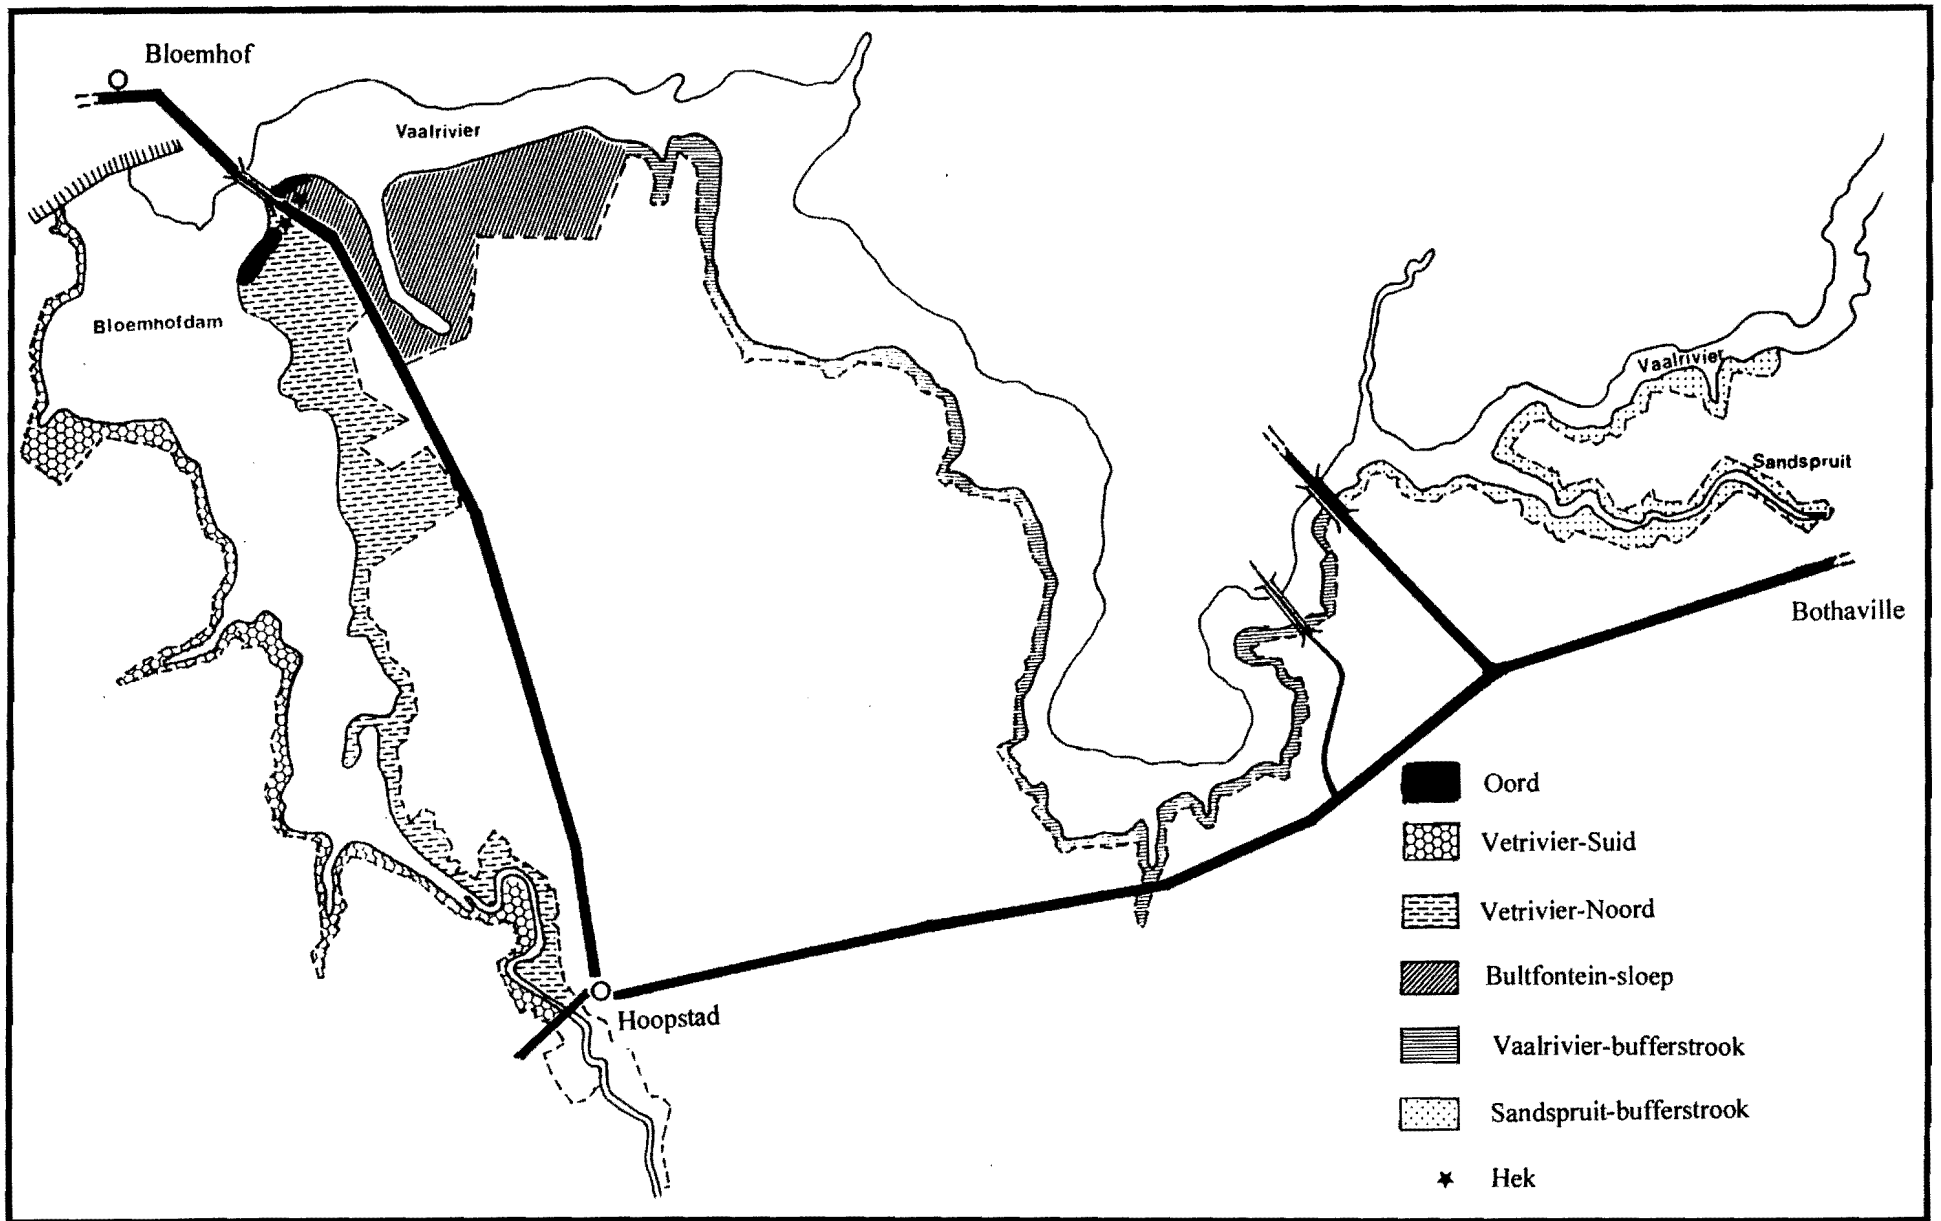 Bloemhof
Vaalrivier
Bloemhofdam
Vaalrivier
Sandspruit
Bothaville
Hoopstad
Oord
Vetrivier-Suid
Vetrivier-Noord
Bultfontein-sloep
Vaalrivier-bufferstrook
Sandspruit-bufferstrook
Hek